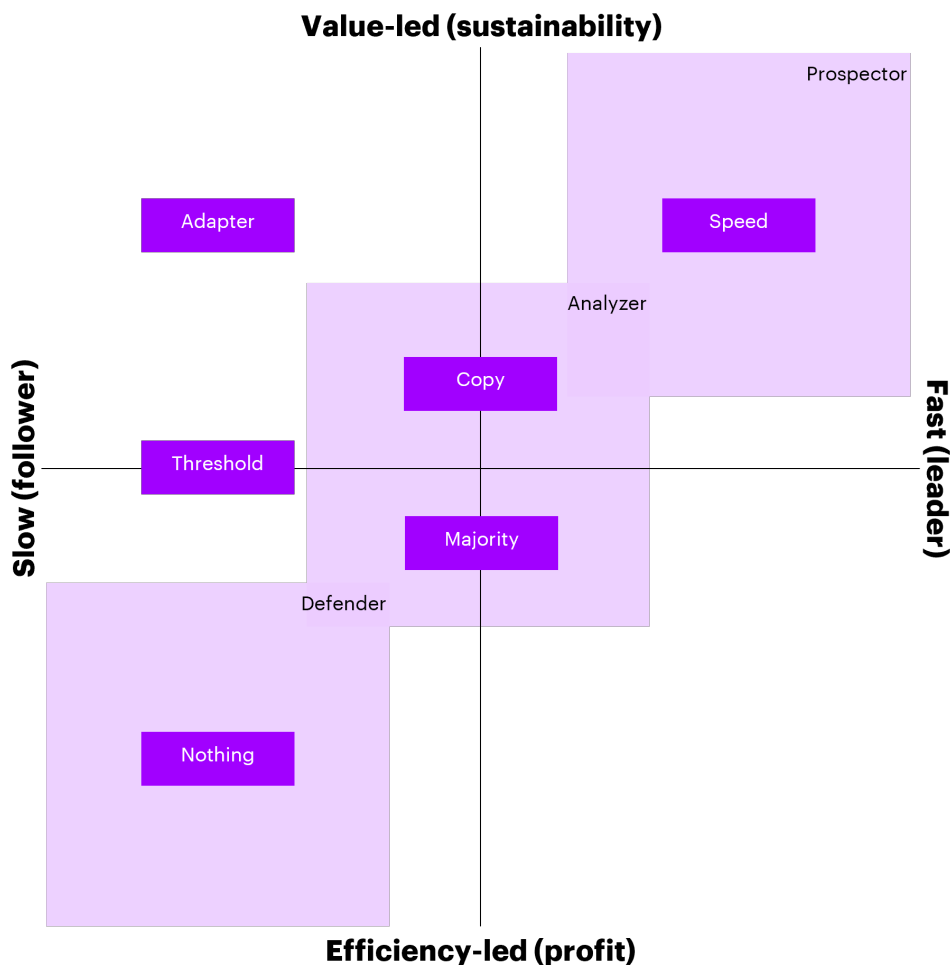 Value-led (sustainability)
Prospector
Adapter
Speed
Analyzer
Copy
Slow (follower)
Fast (leader)
Threshold
Majority
Defender
Nothing
Efficiency-led (profit)